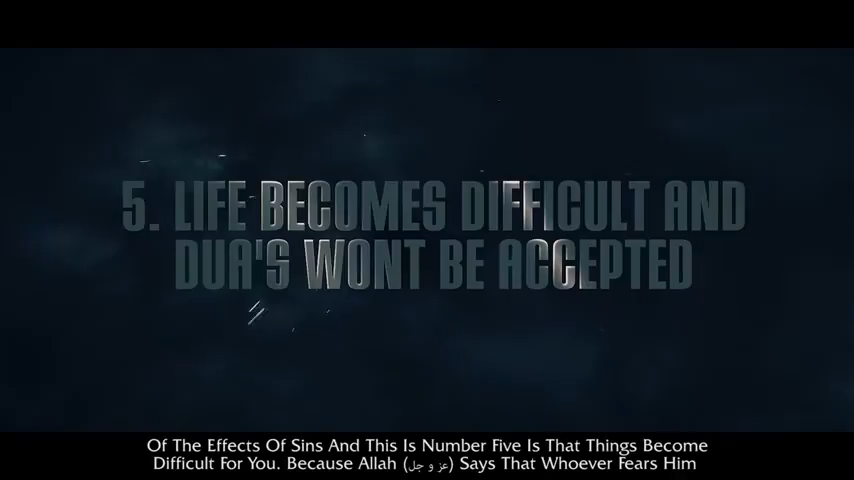 5. LIFE BECOMES DIFFICULT AND
DUA'S WONT BE ACCEPTED
Of The Effects Of Sins And This Is Number Five Is That Things Become
Difficult For You. Because Allah (عز و جل) Says That Whoever Fears Him